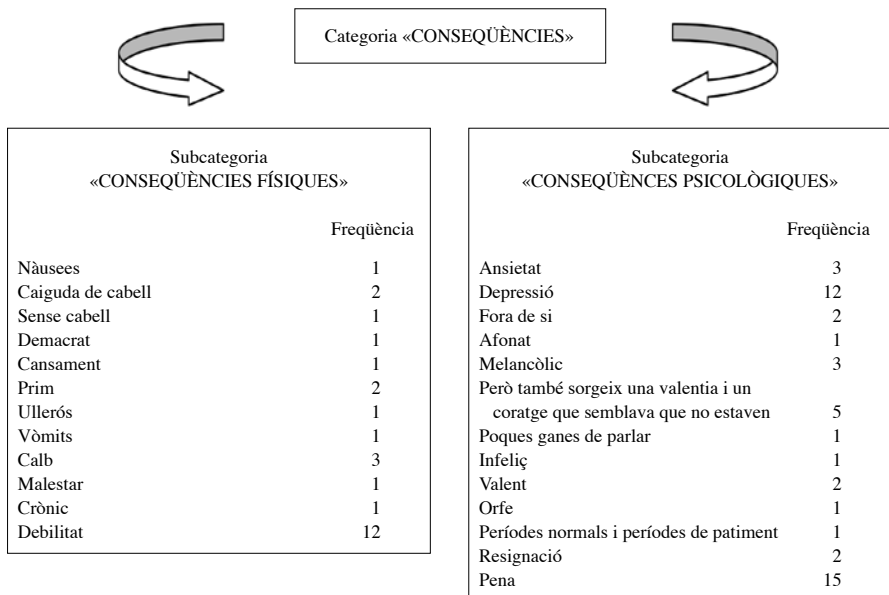 Categoria «CONSEQÜÈNCIES»
Subcategoria
«CONSEQÜÈNCIES FÍSIQUES»
Freqüència
Nàusees 1
Caiguda de cabell 2
Sense cabell 1
Demacrat 1
Cansament 1
Prim 2
Ullerós 1
Vòmits 1
Calb 3
Malestar 1
Crònic 1
Debilitat 12
Subcategoria
«CONSEQÜÈNCES PSICOLÒGIQUES»
Freqüència
Ansietat 3
Depressió 12
Fora de si 2
Afonat 1
Melancòlic 3
Però també sorgeix una valentia i un
coratge que semblava que no estaven 5
Poques ganes de parlar 1
Infeliç 1
Valent 2
Orfe 1
Períodes normals i períodes de patiment 1
Resignació 2
Pena 15